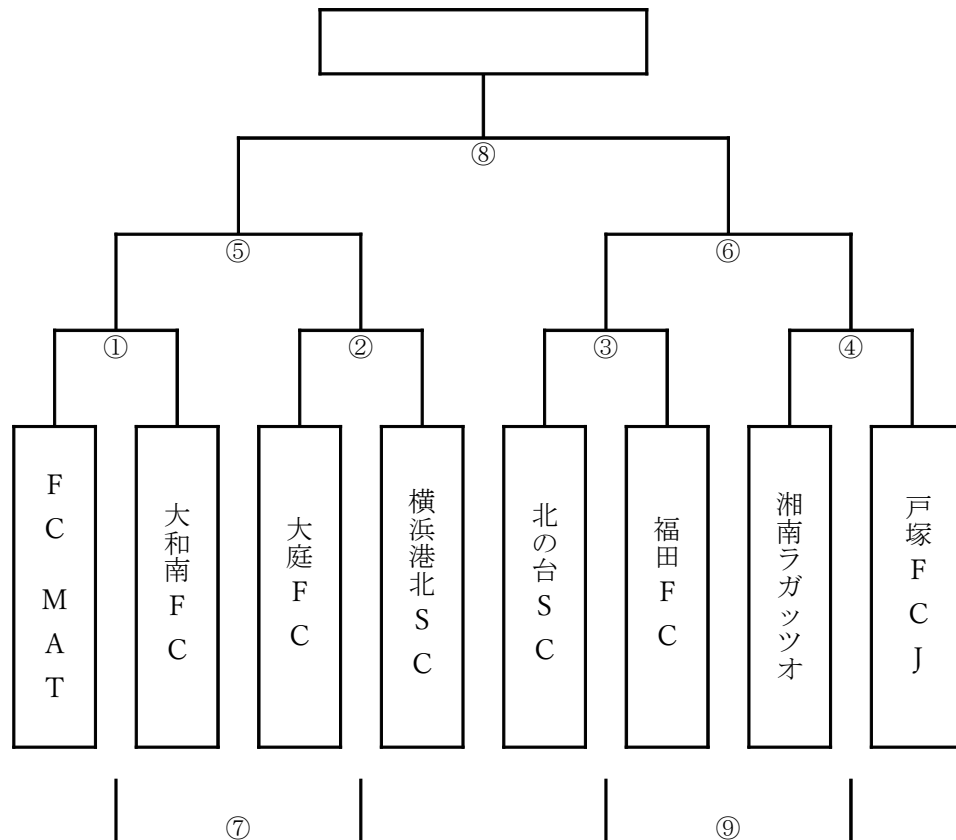 ⑧
⑤
⑥
①
②
③
④
FC MAT
大和南FC
大庭FC
横浜港北SC
北の台SC
福田FC
湘南ラガッツオ
戸塚FCJ
⑦
⑨